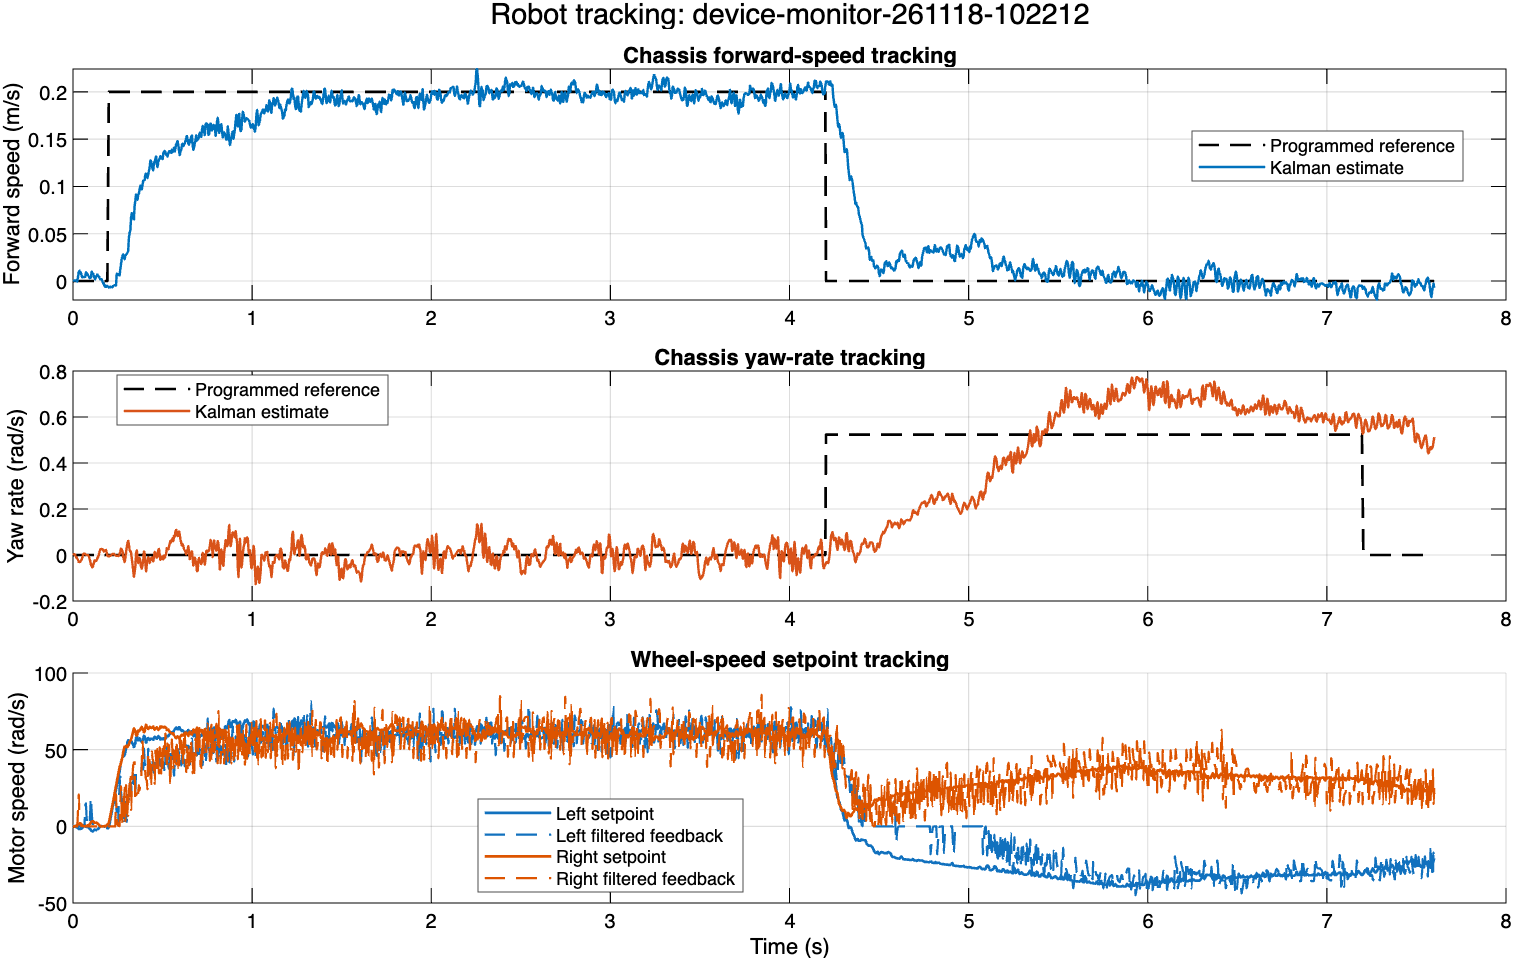 Robot tracking: device-monitor-261118-102212
Chassis forward-speed tracking
Forward speed (m/s)
0.2
0.15
0.1
0.05
0
Programmed reference
Kalman estimate
0 1 2 3 4 5 6 7 8
Chassis yaw-rate tracking
Yaw rate (rad/s)
0.8
0.6
0.4
0.2
0
-0.2
Programmed reference
Kalman estimate
0 1 2 3 4 5 6 7 8
Wheel-speed setpoint tracking
Motor speed (rad/s)
100
50
0
-50
Left setpoint
Left filtered feedback
Right setpoint
Right filtered feedback
0 1 2 3 4 5 6 7 8
Time (s)